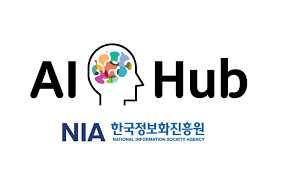 AI Hub
NIA 한국정보화진흥원
NATIONAL INFORMATION SOCIETY AGENCY